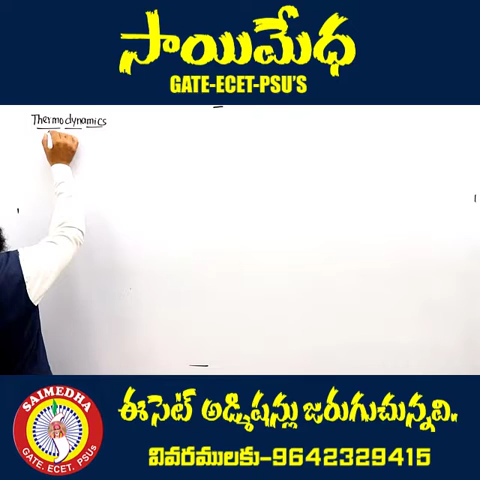 సాయిమేధ
GATE-ECET-PSU'S
Thermodynamics
SAIMEDHA
GATE, ECET, PSUs
ఈసెట్ అడ్మిషన్లు జరుగుచున్నవి.
వివరములకు-9642329415